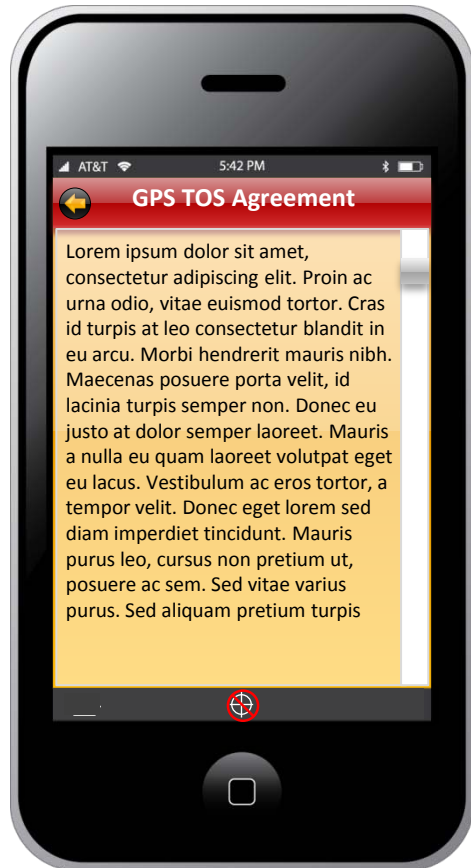 AT&T 5:42 PM
GPS TOS Agreement
Lorem ipsum dolor sit amet,
consectetur adipiscing elit. Proin ac
urna odio, vitae euismod tortor. Cras
id turpis at leo consectetur blandit in
eu arcu. Morbi hendrerit mauris nibh.
Maecenas posuere porta velit, id
lacinia turpis semper non. Donec eu
justo at dolor semper laoreet. Mauris
a nulla eu quam laoreet volutpat eget
eu lacus. Vestibulum ac eros tortor, a
tempor velit. Donec eget lorem sed
diam imperdiet tincidunt. Mauris
purus leo, cursus non pretium ut,
posuere ac sem. Sed vitae varius
purus. Sed aliquam pretium turpis